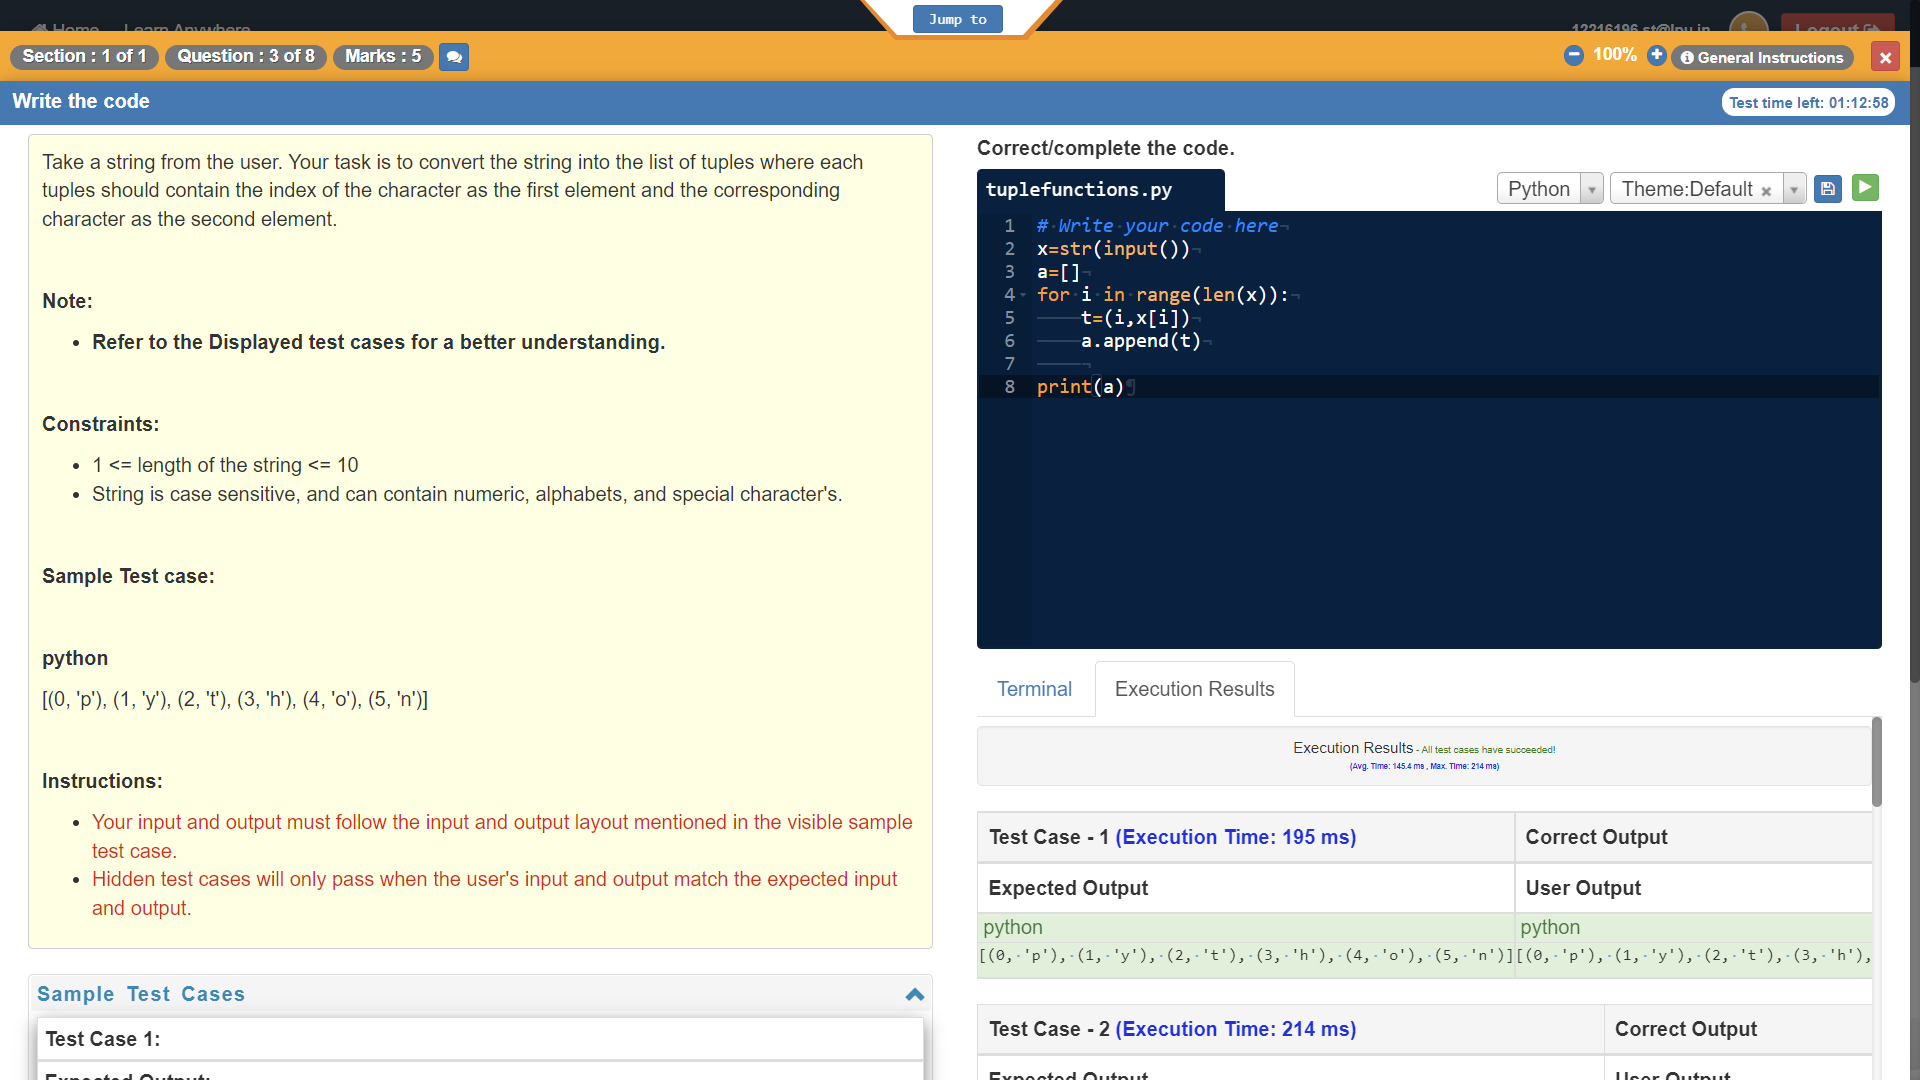 Jump to
Home Learn Anywhere
12216196.st@lpu.in Logout
Section : 1 of 1 Question : 3 of 8 Marks : 5
100% General Instructions
Write the code
Test time left: 01:12:58
Take a string from the user. Your task is to convert the string into the list of tuples where each
tuples should contain the index of the character as the first element and the corresponding
character as the second element.
Note:
• Refer to the Displayed test cases for a better understanding.
Constraints:
• 1 <= length of the string <= 10
• String is case sensitive, and can contain numeric, alphabets, and special character's.
Sample Test case:
python
[(0, 'p'), (1, 'y'), (2, 't'), (3, 'h'), (4, 'o'), (5, 'n')]
Instructions:
• Your input and output must follow the input and output layout mentioned in the visible sample
test case.
• Hidden test cases will only pass when the user's input and output match the expected input
and output.
Sample Test Cases
Test Case 1:
Expected Output:
Correct/complete the code.
tuplefunctions.py
Python Theme:Default ×
1 # Write your code here
2 x=str(input())
3 a=[]
4 for i in range(len(x)):
5 t=(i,x[i])
6 a.append(t)
7
8 print(a)
Terminal Execution Results
Execution Results - All test cases have succeeded!
(Avg. Time: 145.4 ms , Max. Time: 214 ms)
Test Case - 1 (Execution Time: 195 ms) Correct Output
Expected Output User Output
python python
[(0, 'p'), (1, 'y'), (2, 't'), (3, 'h'), (4, 'o'), (5, 'n')] [(0, 'p'), (1, 'y'), (2, 't'), (3, 'h'),
Test Case - 2 (Execution Time: 214 ms) Correct Output
Expected Output User Output